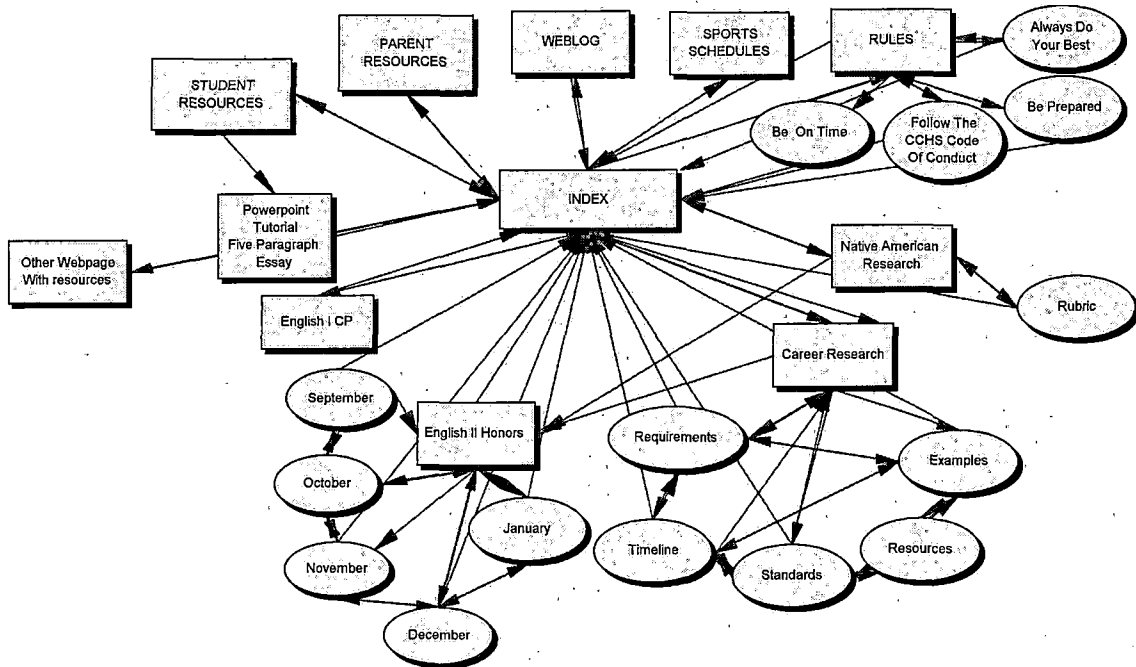 PARENT
RESOURCES
WEBLOG
SPORTS
SCHEDULES
RULES
Always Do
Your Best
STUDENT
RESOURCES
Be On Time
Follow The
CCHS Code
Of Conduct
Be Prepared
INDEX
Powerpoint
Tutorial
Five Paragraph
Essay
Other Webpage
With resources
Native American
Research
Rubric
English I CP
Career Research
September
English II Honors
Requirements
Examples
October
January
November
Timeline
Standards
Resources
December